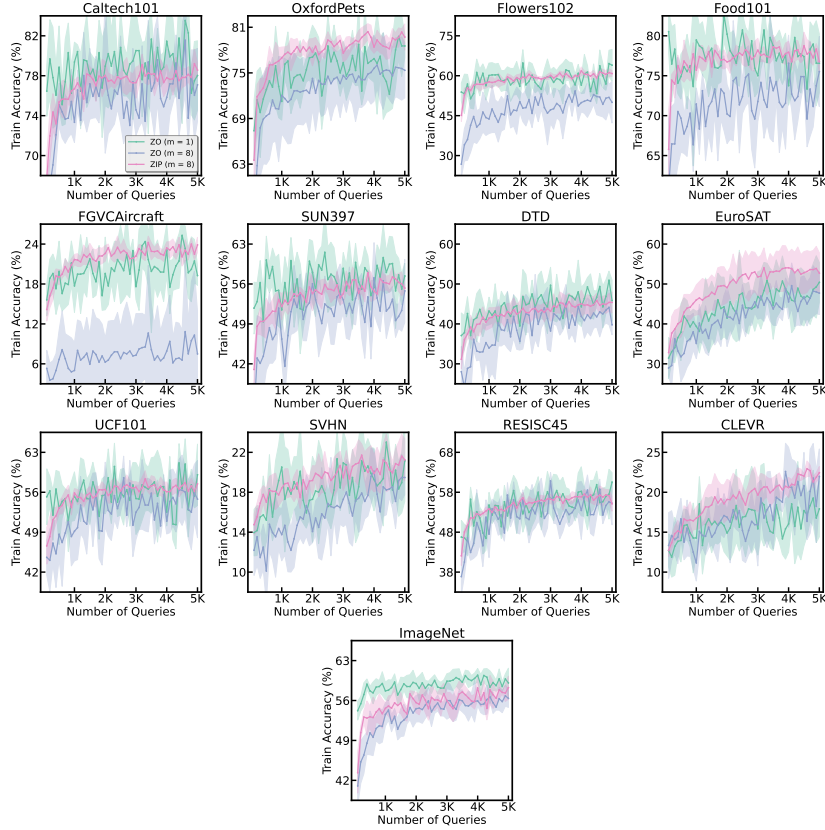 Caltech101 OxfordPets Flowers102 Food101
Train Accuracy (%) 82 78 74 70
Train Accuracy (%) 81 75 69 63
Train Accuracy (%) 75 60 45 30
Train Accuracy (%) 80 75 70 65
ZO (m = 1)
ZO (m = 8)
ZIP (m = 8)
1K 2K 3K 4K 5K 1K 2K 3K 4K 5K 1K 2K 3K 4K 5K 1K 2K 3K 4K 5K
Number of Queries Number of Queries Number of Queries Number of Queries
FGVCAircraft SUN397 DTD EuroSAT
Train Accuracy (%) 24 18 12 6
Train Accuracy (%) 63 56 49 42
Train Accuracy (%) 60 50 40 30
Train Accuracy (%) 60 50 40 30
1K 2K 3K 4K 5K 1K 2K 3K 4K 5K 1K 2K 3K 4K 5K 1K 2K 3K 4K 5K
Number of Queries Number of Queries Number of Queries Number of Queries
UCF101 SVHN RESISC45 CLEVR
Train Accuracy (%) 63 56 49 42
Train Accuracy (%) 22 18 14 10
Train Accuracy (%) 68 58 48 38
Train Accuracy (%) 25 20 15 10
1K 2K 3K 4K 5K 1K 2K 3K 4K 5K 1K 2K 3K 4K 5K 1K 2K 3K 4K 5K
Number of Queries Number of Queries Number of Queries Number of Queries
ImageNet
Train Accuracy (%) 63 56 49 42
1K 2K 3K 4K 5K
Number of Queries